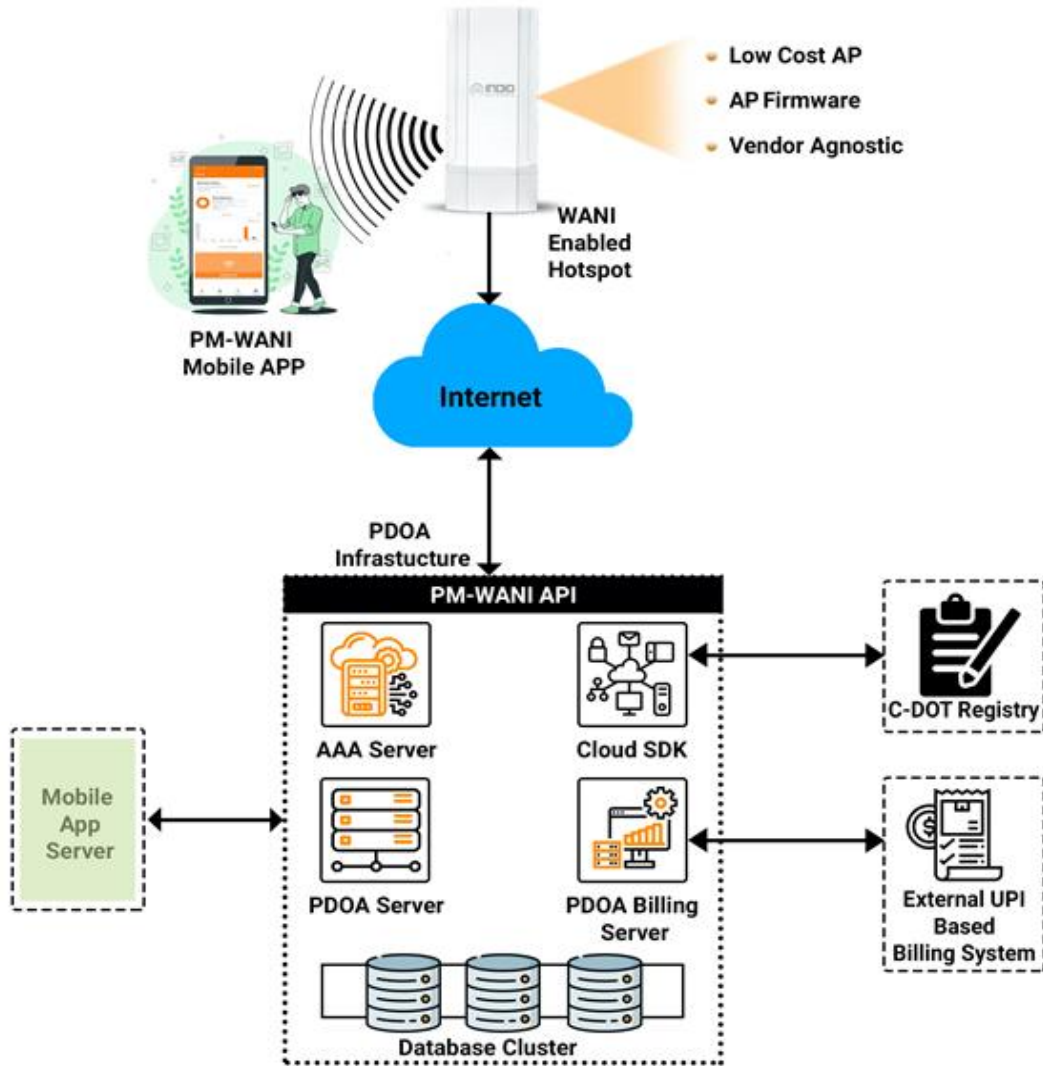 Low Cost AP
AP Firmware
Vendor Agnostic
WANI
Enabled
Hotspot
PM-WANI
Mobile APP
Internet
PDOA
Infrastucture
PM-WANI API
AAA Server
Cloud SDK
C-DOT Registry
Mobile
App
Server
PDOA Server
PDOA Billing
Server
External UPI
Based
Billing System
Database Cluster